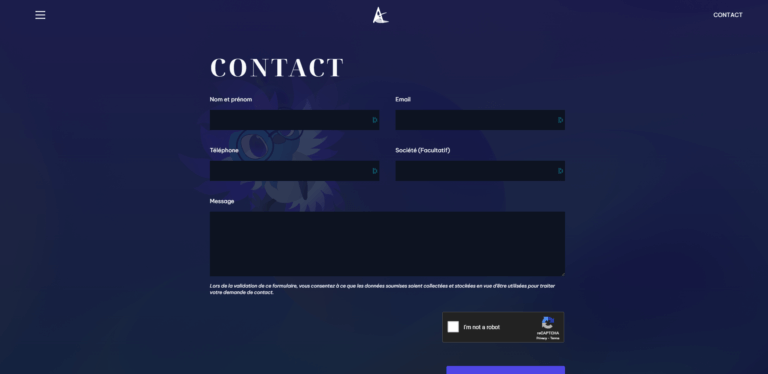 CONTACT
CONTACT
Nom et prénom
Email
Téléphone
Société (Facultatif)
Message
Lors de la validation de ce formulaire, vous consentez à ce que les données soumises soient collectées et stockées en vue d'être utilisées pour traiter
votre demande de contact.
I'm not a robot
reCAPTCHA
Privacy - Terms